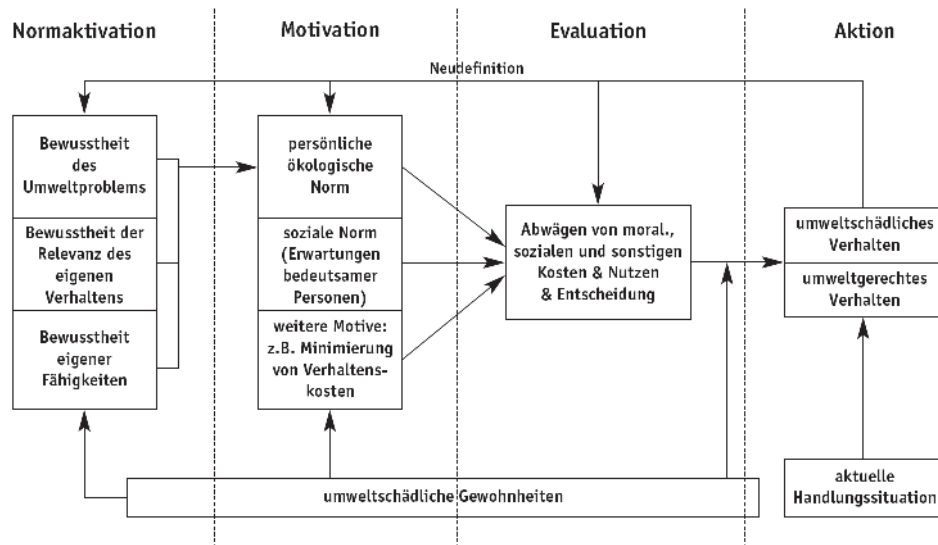 Normaktivation
Motivation
Evaluation
Aktion
Neudefinition
Bewusstheit
des
Umweltproblems
Bewusstheit der
Relevanz des
eigenen
Verhaltens
Bewusstheit
eigener
Fähigkeiten
persönliche
ökologische
Norm
soziale Norm
(Erwartungen
bedeutsamer
Personen)
weitere Motive:
z.B. Minimierung
von Verhaltens-
kosten
Abwägen von moral.,
sozialen und sonstigen
Kosten & Nutzen
& Entscheidung
umweltschädliches
Verhalten
umweltgerechtes
Verhalten
umweltschädliche Gewohnheiten
aktuelle
Handlungssituation